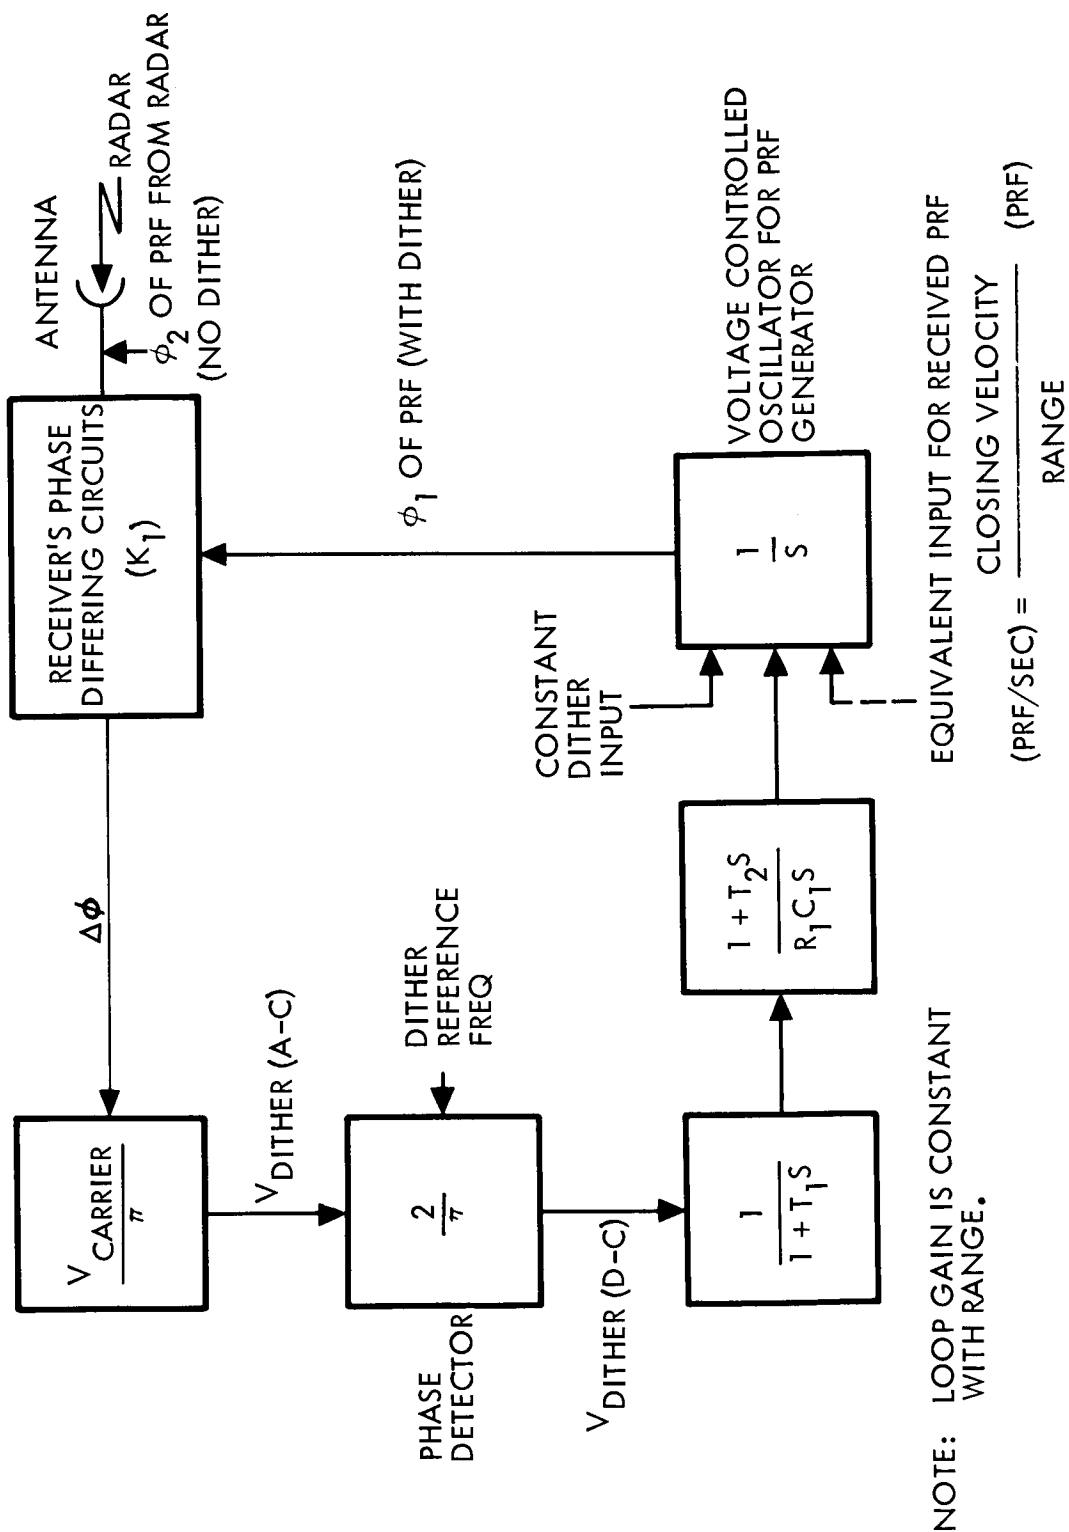 ANTENNA
RADAR
ϕ2 OF PRF FROM RADAR
(NO DITHER)
RECEIVER'S PHASE
DIFFERING CIRCUITS
(K1)
Δϕ
ϕ1 OF PRF (WITH DITHER)
V CARRIER
π
V DITHER (A-C)
DITHER
REFERENCE
FREQ
2
π
PHASE
DETECTOR
V DITHER (D-C)
1
1 + T1S
1 + T2S
R1C1S
CONSTANT
DITHER
INPUT
1
S
VOLTAGE CONTROLLED
OSCILLATOR FOR PRF
GENERATOR
EQUIVALENT INPUT FOR RECEIVED PRF
(PRF/SEC) = CLOSING VELOCITY (PRF)
RANGE
NOTE: LOOP GAIN IS CONSTANT
WITH RANGE.